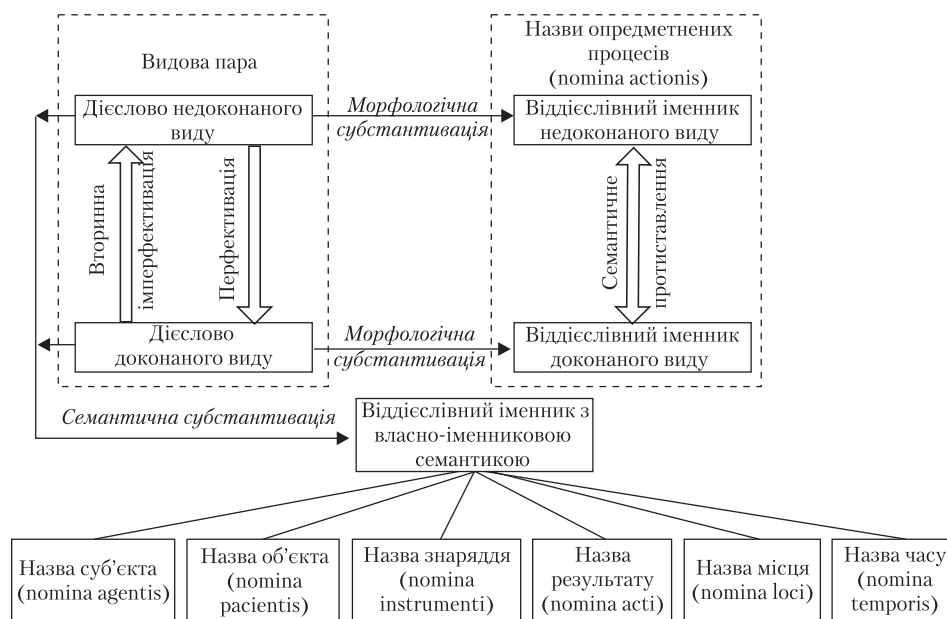 Видова пара
Назви опредметнених
процесів
(nomina actionis)
Дієслово недоконаного
виду
Морфологічна
субстантивація
Віддієслівний іменник
недоконаного виду
Вторинна
імперфективація
Перфективація
Семантичне
протиставлення
Дієслово
доконаного виду
Морфологічна
субстантивація
Віддієслівний іменник
доконаного виду
Семантична субстантивація
Віддієслівний іменник з
власно-іменниковою
семантикою
Назва суб’єкта
(nomina agentis)
Назва об’єкта
(nomina
pacientis)
Назва знаряддя
(nomina
instrumenti)
Назва
результату
(nomina acti)
Назва місця
(nomina loci)
Назва часу
(nomina
temporis)